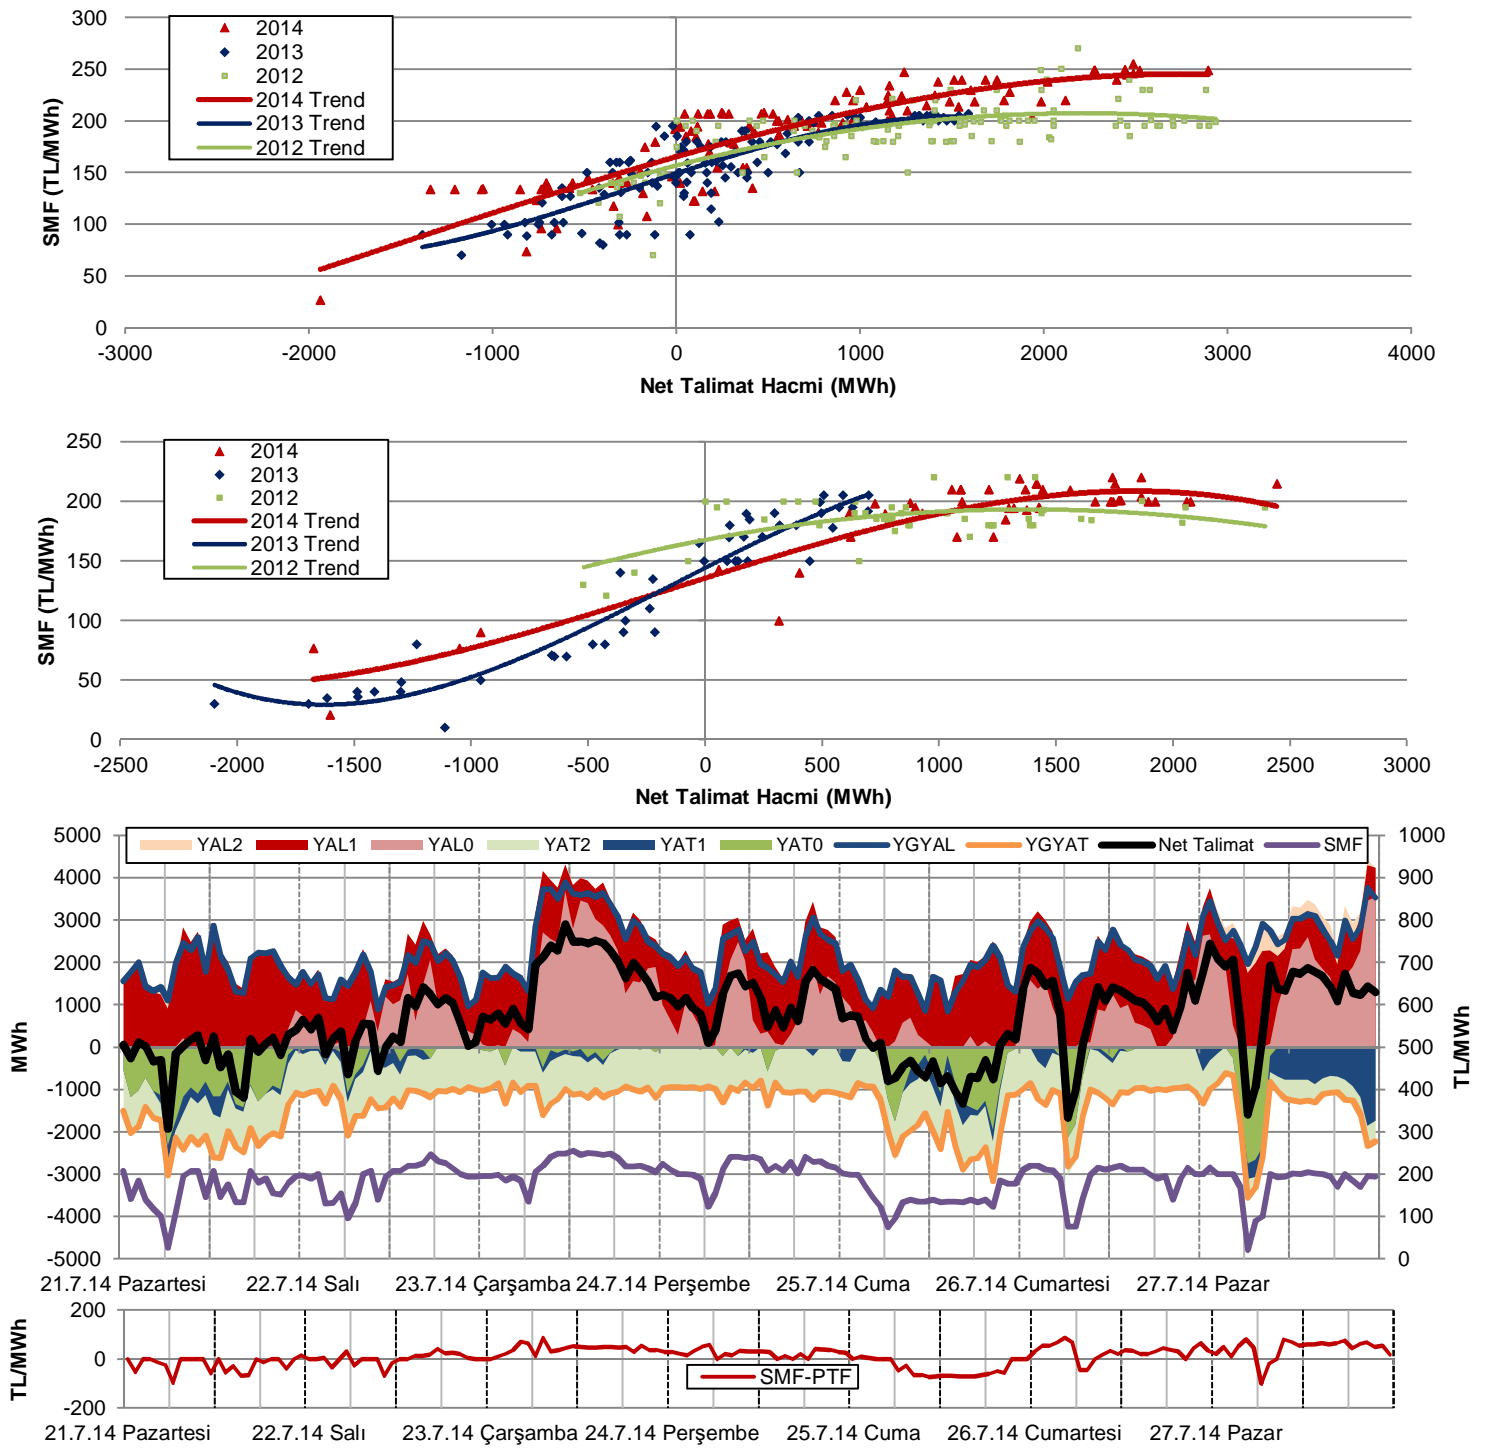 300
250
200
150
100
50
0
SMF (TL/MWh)
2014
2013
2012
2014 Trend
2013 Trend
2012 Trend
-3000 -2000 -1000 0 1000 2000 3000 4000
Net Talimat Hacmi (MWh)
250
200
150
100
50
0
SMF (TL/MWh)
2014
2013
2012
2014 Trend
2013 Trend
2012 Trend
-2500 -2000 -1500 -1000 -500 0 500 1000 1500 2000 2500 3000
Net Talimat Hacmi (MWh)
YAL2 YAL1 YAL0 YAT2 YAT1 YAT0 YGYAL YGYAT Net Talimat SMF
5000
4000
3000
2000
1000
0
-1000
-2000
-3000
-4000
-5000
MWh
1000
900
800
700
600
500
400
300
200
100
0
TL/MWh
21.7.14 Pazartesi 22.7.14 Salı 23.7.14 Çarşamba 24.7.14 Perşembe 25.7.14 Cuma 26.7.14 Cumartesi 27.7.14 Pazar
200
0
-200
TL/MWh
SMF-PTF
21.7.14 Pazartesi 22.7.14 Salı 23.7.14 Çarşamba 24.7.14 Perşembe 25.7.14 Cuma 26.7.14 Cumartesi 27.7.14 Pazar